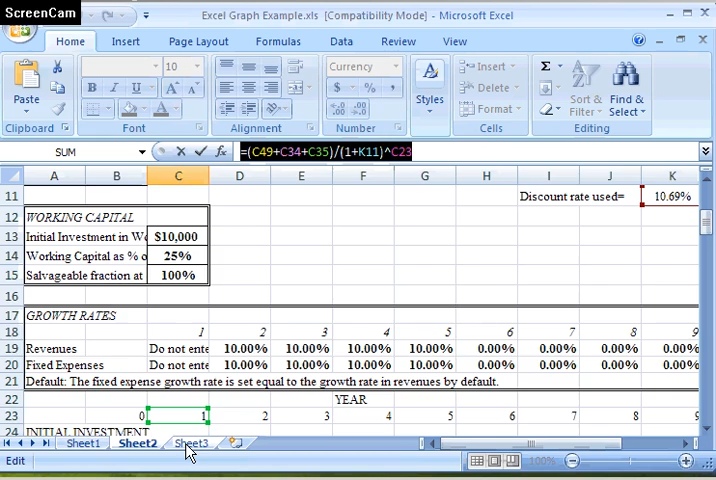 ScreenCam
Excel Graph Example.xls [Compatibility Mode] - Microsoft Excel
Home Insert Page Layout Formulas Data Review View
Paste
B I U 10
Currency
$ % ,
Styles
Insert
Delete
Format
Σ
Sort & Filter
Find & Select
Clipboard Font Alignment Number Cells Editing
SUM =(C49+C34+C35)/(1+K11)^C23
A B C D E F G H I J K
11 Discount rate used= 10.69%
12 WORKING CAPITAL
13 Initial Investment in Wo $10,000
14 Working Capital as % o 25%
15 Salvageable fraction at 100%
16
17 GROWTH RATES
18 1 2 3 4 5 6 7 8 9
19 Revenues Do not ente 10.00% 10.00% 10.00% 10.00% 0.00% 0.00% 0.00% 0.00%
20 Fixed Expenses Do not ente 10.00% 10.00% 10.00% 10.00% 0.00% 0.00% 0.00% 0.00%
21 Default: The fixed expense growth rate is set equal to the growth rate in revenues by default.
22 YEAR
23 0 1 2 3 4 5 6 7 8 9
24 INITIAL INVESTMENT
Sheet1 Sheet2 Sheet3
Edit 100%